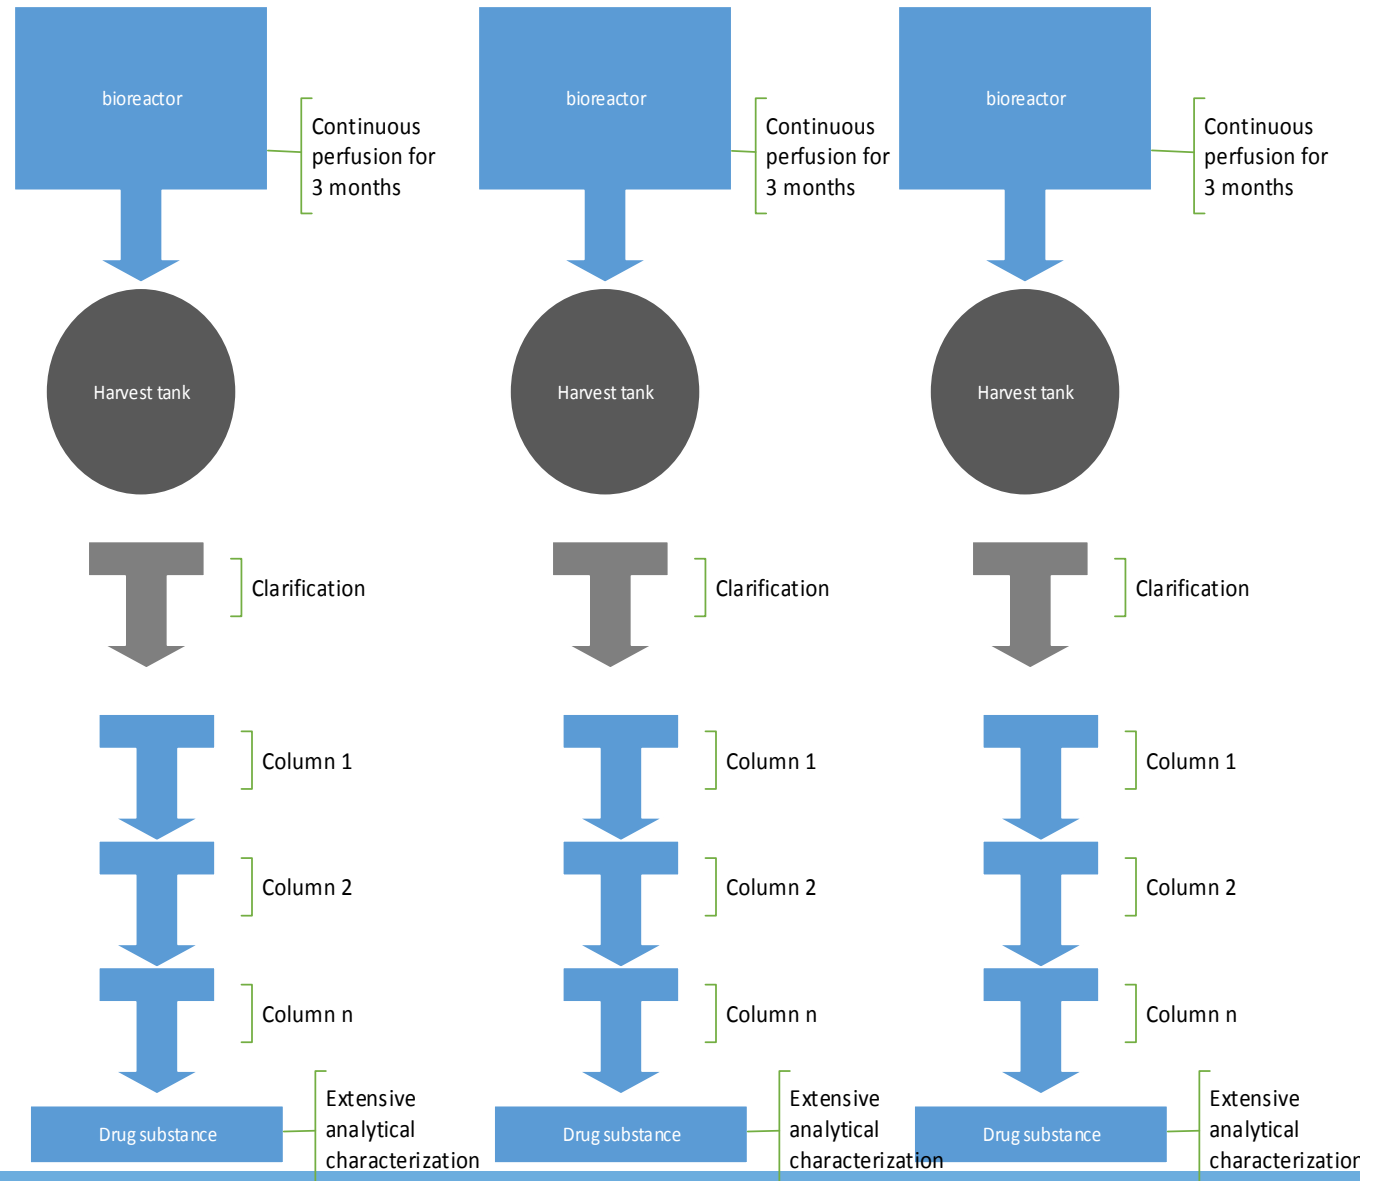 bioreactor
Continuous
perfusion for
3 months
Harvest tank
Clarification
Column 1
Column 2
Column n
Drug substance
Extensive
analytical
characterization
bioreactor
Continuous
perfusion for
3 months
Harvest tank
Clarification
Column 1
Column 2
Column n
Drug substance
Extensive
analytical
characterization
bioreactor
Continuous
perfusion for
3 months
Harvest tank
Clarification
Column 1
Column 2
Column n
Drug substance
Extensive
analytical
characterization